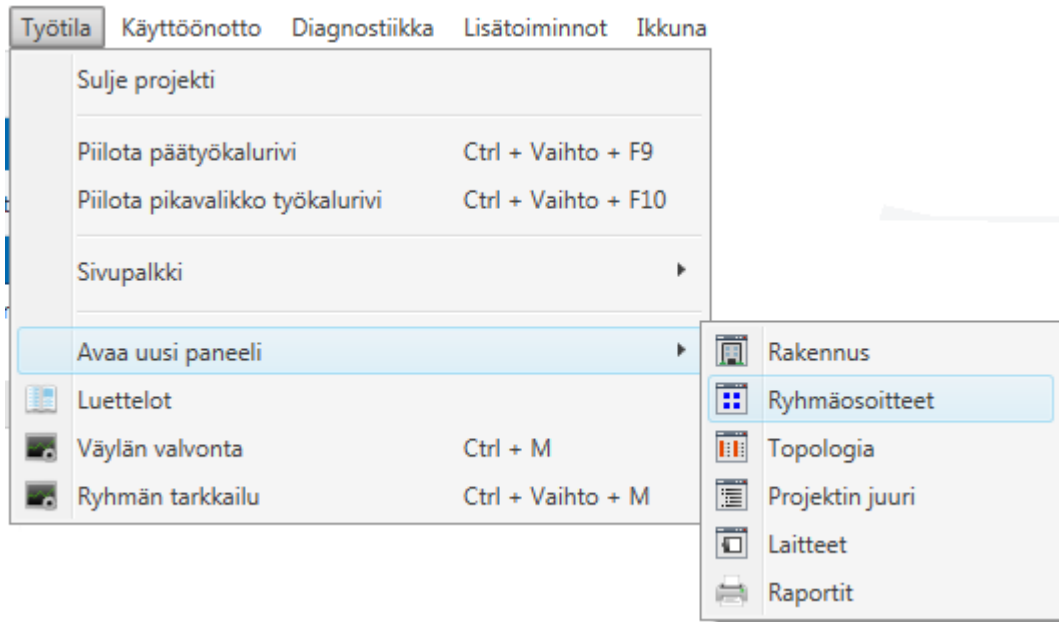 Työtila Käyttöönotto Diagnostiikka Lisätoiminnot Ikkuna
Sulje projekti
Piilota päätyökalurivi Ctrl + Vaihto + F9
Piilota pikavalikko työkalurivi Ctrl + Vaihto + F10
Sivupalkki
Avaa uusi paneeli
Luettelot
Väylän valvonta Ctrl + M
Ryhmän tarkkailu Ctrl + Vaihto + M
Rakennus
Ryhmäosoitteet
Topologia
Projektin juuri
Laitteet
Raportit